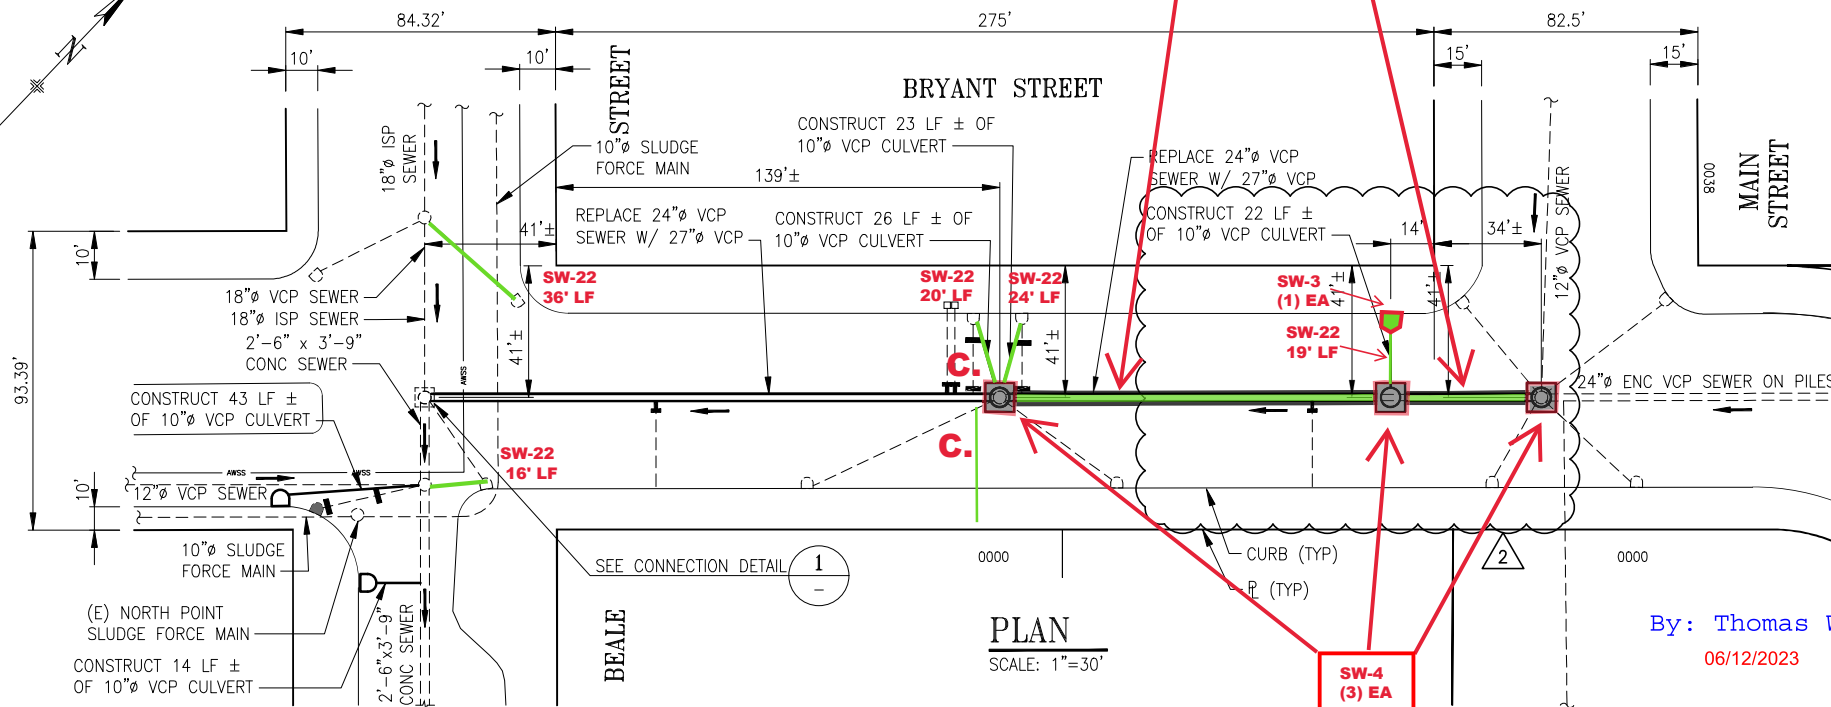 84.32'
275'
82.5'
N
10'
10'
15'
15'
STREET
BRYANT STREET
MAIN
STREET
CONSTRUCT 23 LF ± OF
10"ø VCP CULVERT
18"ø ISP
SEWER
10"ø SLUDGE
FORCE MAIN
139'±
REPLACE 24"ø VCP
SEWER W/ 27"ø VCP
0038
12"ø VCP SEWER
REPLACE 24"ø VCP
SEWER W/ 27"ø VCP
CONSTRUCT 26 LF ± OF
10"ø VCP CULVERT
CONSTRUCT 22 LF ±
OF 10"ø VCP CULVERT
41'±
14'
34'±
10'
SW-22
36' LF
SW-22
20' LF
SW-22
24' LF
SW-3
(1) EA
41'±
41'±
18"ø VCP SEWER
18"ø ISP SEWER
2'-6" x 3'-9"
CONC SEWER
41'±
41'±
SW-22
19' LF
93.39'
AWSS
C.
24"ø ENC VCP SEWER ON PILES
CONSTRUCT 43 LF ±
OF 10"ø VCP CULVERT
C.
SW-22
16' LF
AWSS
10'
12"ø VCP SEWER
10"ø SLUDGE
FORCE MAIN
SEE CONNECTION DETAIL
1
-
0000
CURB (TYP)
2
0000
PL (TYP)
(E) NORTH POINT
SLUDGE FORCE MAIN
2'-6"x3'-9"
CONC SEWER
BEALE
PLAN
SCALE: 1"=30'
By: Thomas
06/12/2023
CONSTRUCT 14 LF ±
OF 10"ø VCP CULVERT
SW-4
(3) EA